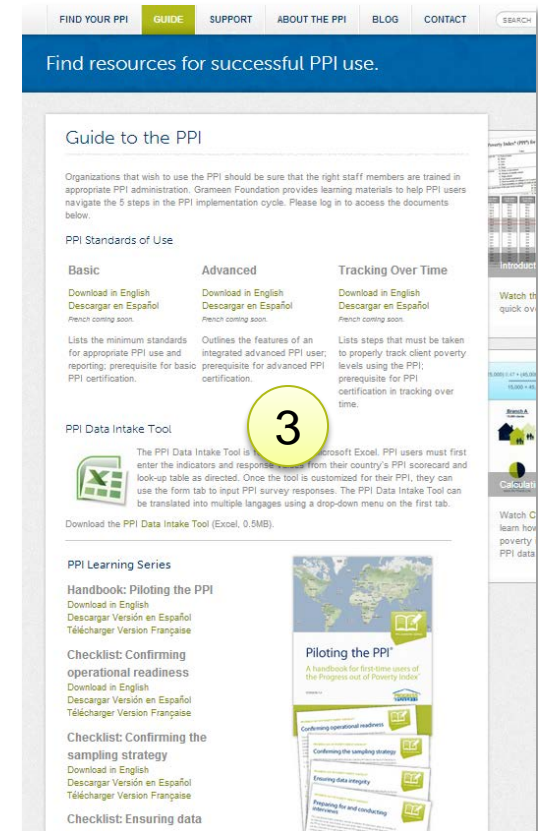 FIND YOUR PPI GUIDE SUPPORT ABOUT THE PPI BLOG CONTACT SEARCH
Find resources for successful PPI use.
Guide to the PPI
Organizations that wish to use the PPI should be sure that the right staff members are trained in
appropriate PPI administration. Grameen Foundation provides learning materials to help PPI users
navigate the 5 steps in the PPI implementation cycle. Please log in to access the documents
below.
PPI Standards of Use
Basic
Download in English
Descargar en Español
French coming soon.
Lists the minimum standards
for appropriate PPI use and
reporting; prerequisite for basic
PPI certification.
Advanced
Download in English
Descargar en Español
French coming soon.
Outlines the features of an
integrated advanced PPI user;
prerequisite for advanced PPI
certification.
Tracking Over Time
Download in English
Descargar en Español
French coming soon.
Lists steps that must be taken
to properly track client poverty
levels using the PPI;
prerequisite for PPI
certification in tracking over
time.
3
PPI Data Intake Tool
The PPI Data Intake Tool is crosoft Excel. PPI users must first
enter the indicators and response from their country's PPI scorecard and
look-up table as directed. Once the tool is customized for their PPI, they can
use the form tab to input PPI survey responses. The PPI Data Intake Tool can
be translated into multiple langages using a drop-down menu on the first tab.
Download the PPI Data Intake Tool (Excel, 0.5MB).
PPI Learning Series
Handbook: Piloting the PPI
Download in English
Descargar Versión en Español
Télécharger Version Française
Checklist: Confirming
operational readiness
Download in English
Descargar Versión en Español
Télécharger Version Française
Checklist: Confirming the
sampling strategy
Download in English
Descargar Versión en Español
Télécharger Version Française
Checklist: Ensuring data
Piloting the PPI®
A handbook for first-time users of
the Progress out of Poverty Index®
Confirming operational readiness
Confirming the sampling strategy
Ensuring data integrity
Preparing for and conducting
interviews
Introduct
Watch th
quick ov
Branch A
Calculati
Watch C
learn how
poverty
PPI data